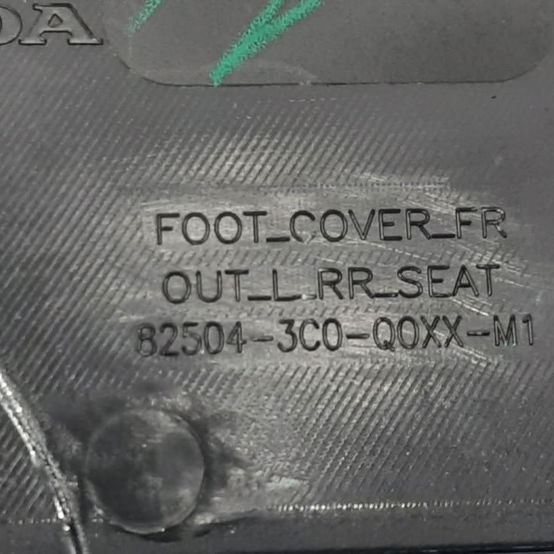 DA
FOOT_COVER_FR
OUT_L_RR_SEAT
82504-3C0-Q0XX-M1